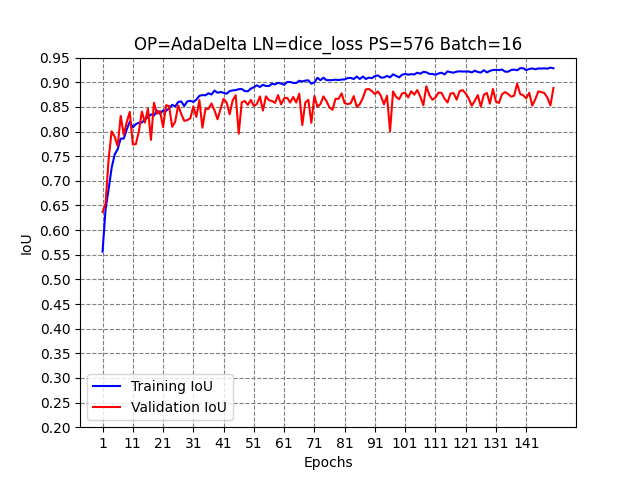 OP=AdaDelta LN=dice_loss PS=576 Batch=16
0.95
0.90
0.85
0.80
0.75
0.70
0.65
0.60
0.55
0.50
0.45
0.40
0.35
0.30
0.25
0.20
IoU
Training IoU
Validation IoU
1 11 21 31 41 51 61 71 81 91 101 111 121 131 141
Epochs